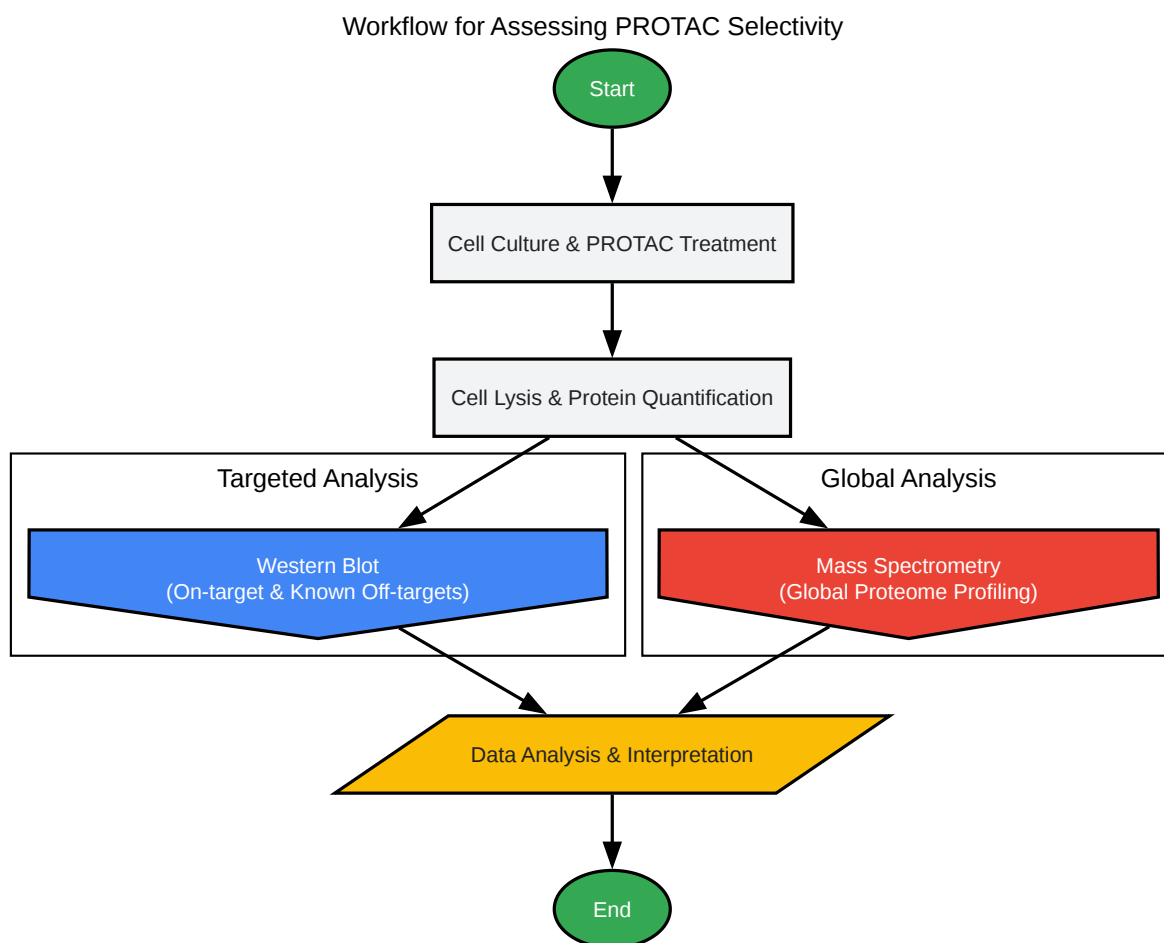 Workflow for Assessing PROTAC Selectivity
Start
Cell Culture & PROTAC Treatment
Cell Lysis & Protein Quantification
Targeted Analysis
Global Analysis
Western Blot
(On-target & Known Off-targets)
Mass Spectrometry
(Global Proteome Profiling)
Data Analysis & Interpretation
End